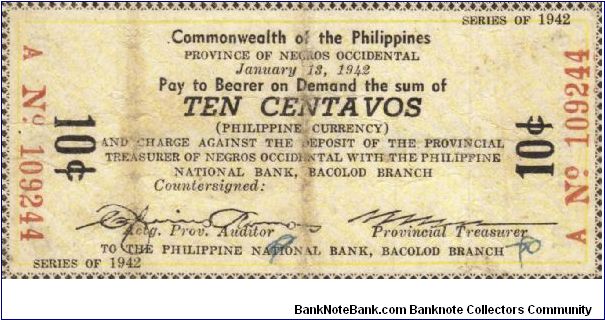 SERIES OF 1942
Commonwealth of the Philippines
PROVINCE OF NEGROS OCCIDENTAL
January 13, 1942
Pay to Bearer on Demand the sum of
TEN CENTAVOS
(PHILIPPINE CURRENCY)
AND CHARGE AGAINST THE DEPOSIT OF THE PROVINCIAL
TREASURER OF NEGROS OCCIDENTAL WITH THE PHILIPPINE
NATIONAL BANK, BACOLOD BRANCH
Countersigned:
Actg. Prov. Auditor Provincial Treasurer
TO THE PHILIPPINE NATIONAL BANK, BACOLOD BRANCH
SERIES OF 1942
A Nº 109244
10¢
10¢
A Nº 109244
BankNoteBank.com Banknote Collectors Community